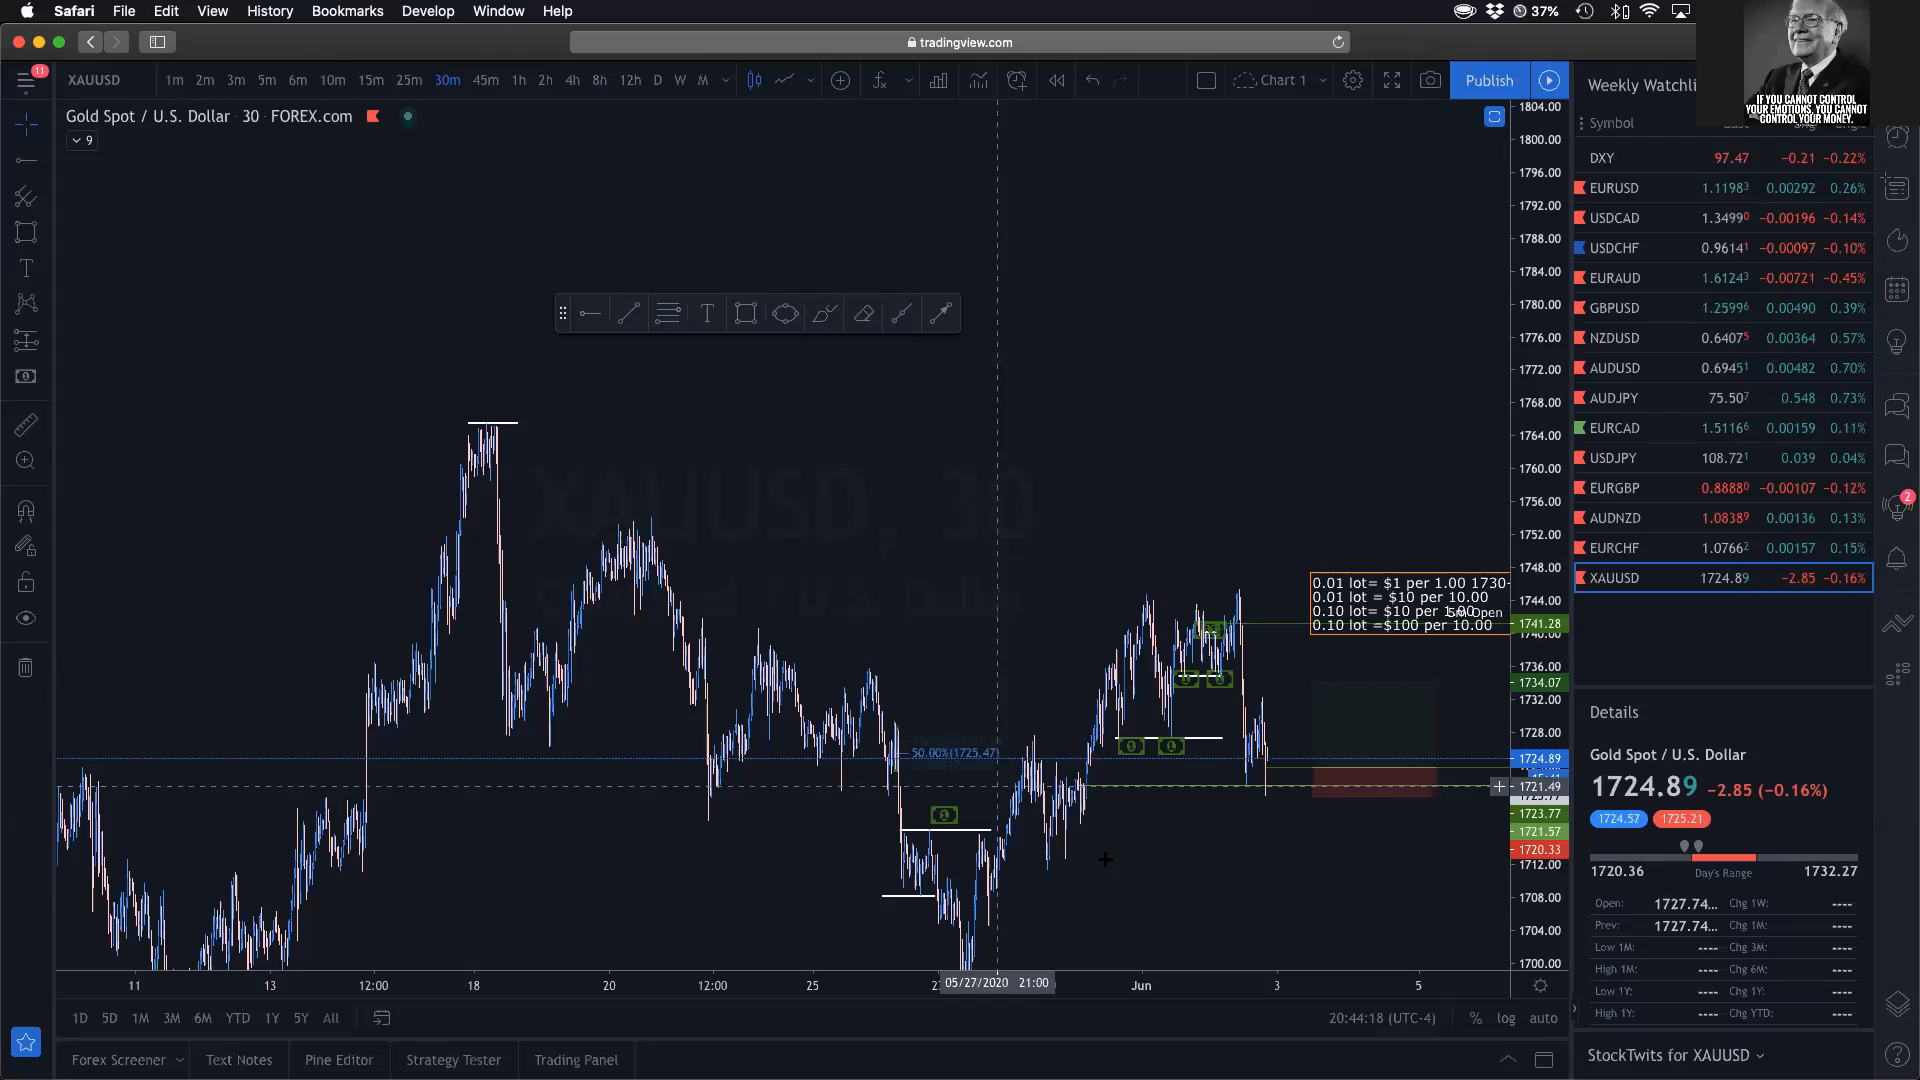 Safari File Edit View History Bookmarks Develop Window Help
37%
tradingview.com
IF YOU CANNOT CONTROL
YOUR EMOTIONS, YOU CANNOT
CONTROL YOUR MONEY.
11
XAUUSD 1m 2m 3m 5m 6m 10m 15m 25m 30m 45m 1h 2h 4h 8h 12h D W M
Chart 1
Publish
Gold Spot / U.S. Dollar · 30 · FOREX.com
9
XAUUSD, 30
50.00%(1725.47)
0.01 lot= $1 per 1.00 1730-
0.01 lot = $10 per 10.00
0.10 lot= $10 per 1.00
0.10 lot =$100 per 10.00
5m Open
1804.00
1800.00
1796.00
1792.00
1788.00
1784.00
1780.00
1776.00
1772.00
1768.00
1764.00
1760.00
1756.00
1752.00
1748.00
1744.00
1741.28
1740.00
1736.00
1734.07
1732.00
1728.00
1724.89
1721.49
1723.77
1721.57
1720.33
1712.00
1708.00
1704.00
1700.00
11 13 12:00 18 20 12:00 25 05/27/2020 21:00 Jun 3 5
1D 5D 1M 3M 6M YTD 1Y 5Y All
20:44:18 (UTC-4) % log auto
Forex Screener Text Notes Pine Editor Strategy Tester Trading Panel
Weekly Watchli
Symbol
DXY 97.47 −0.21 −0.22%
EURUSD 1.11983 0.00292 0.26%
USDCAD 1.34990 −0.00196 −0.14%
USDCHF 0.96141 −0.00097 −0.10%
EURAUD 1.61243 −0.00721 −0.45%
GBPUSD 1.25996 0.00490 0.39%
NZDUSD 0.64075 0.00364 0.57%
AUDUSD 0.69451 0.00482 0.70%
AUDJPY 75.507 0.548 0.73%
EURCAD 1.51166 0.00159 0.11%
USDJPY 108.721 0.039 0.04%
EURGBP 0.88880 −0.00107 −0.12%
AUDNZD 1.08389 0.00136 0.13%
EURCHF 1.07662 0.00157 0.15%
XAUUSD 1724.89 −2.85 −0.16%
2
Details
Gold Spot / U.S. Dollar
1724.89 −2.85 (−0.16%)
1724.57 1725.21
1720.36 Day's Range 1732.27
Open: 1727.74... Chg 1W: ----
Prev: 1727.74... Chg 1M: ----
Low 1M: ---- Chg 3M: ----
High 1M: ---- Chg 6M: ----
Low 1Y: ---- Chg 1Y: ----
High 1Y: ---- Chg YTD: ----
StockTwits for XAUUSD